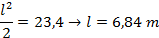 l²/2 = 23,4 → l = 6,84 m